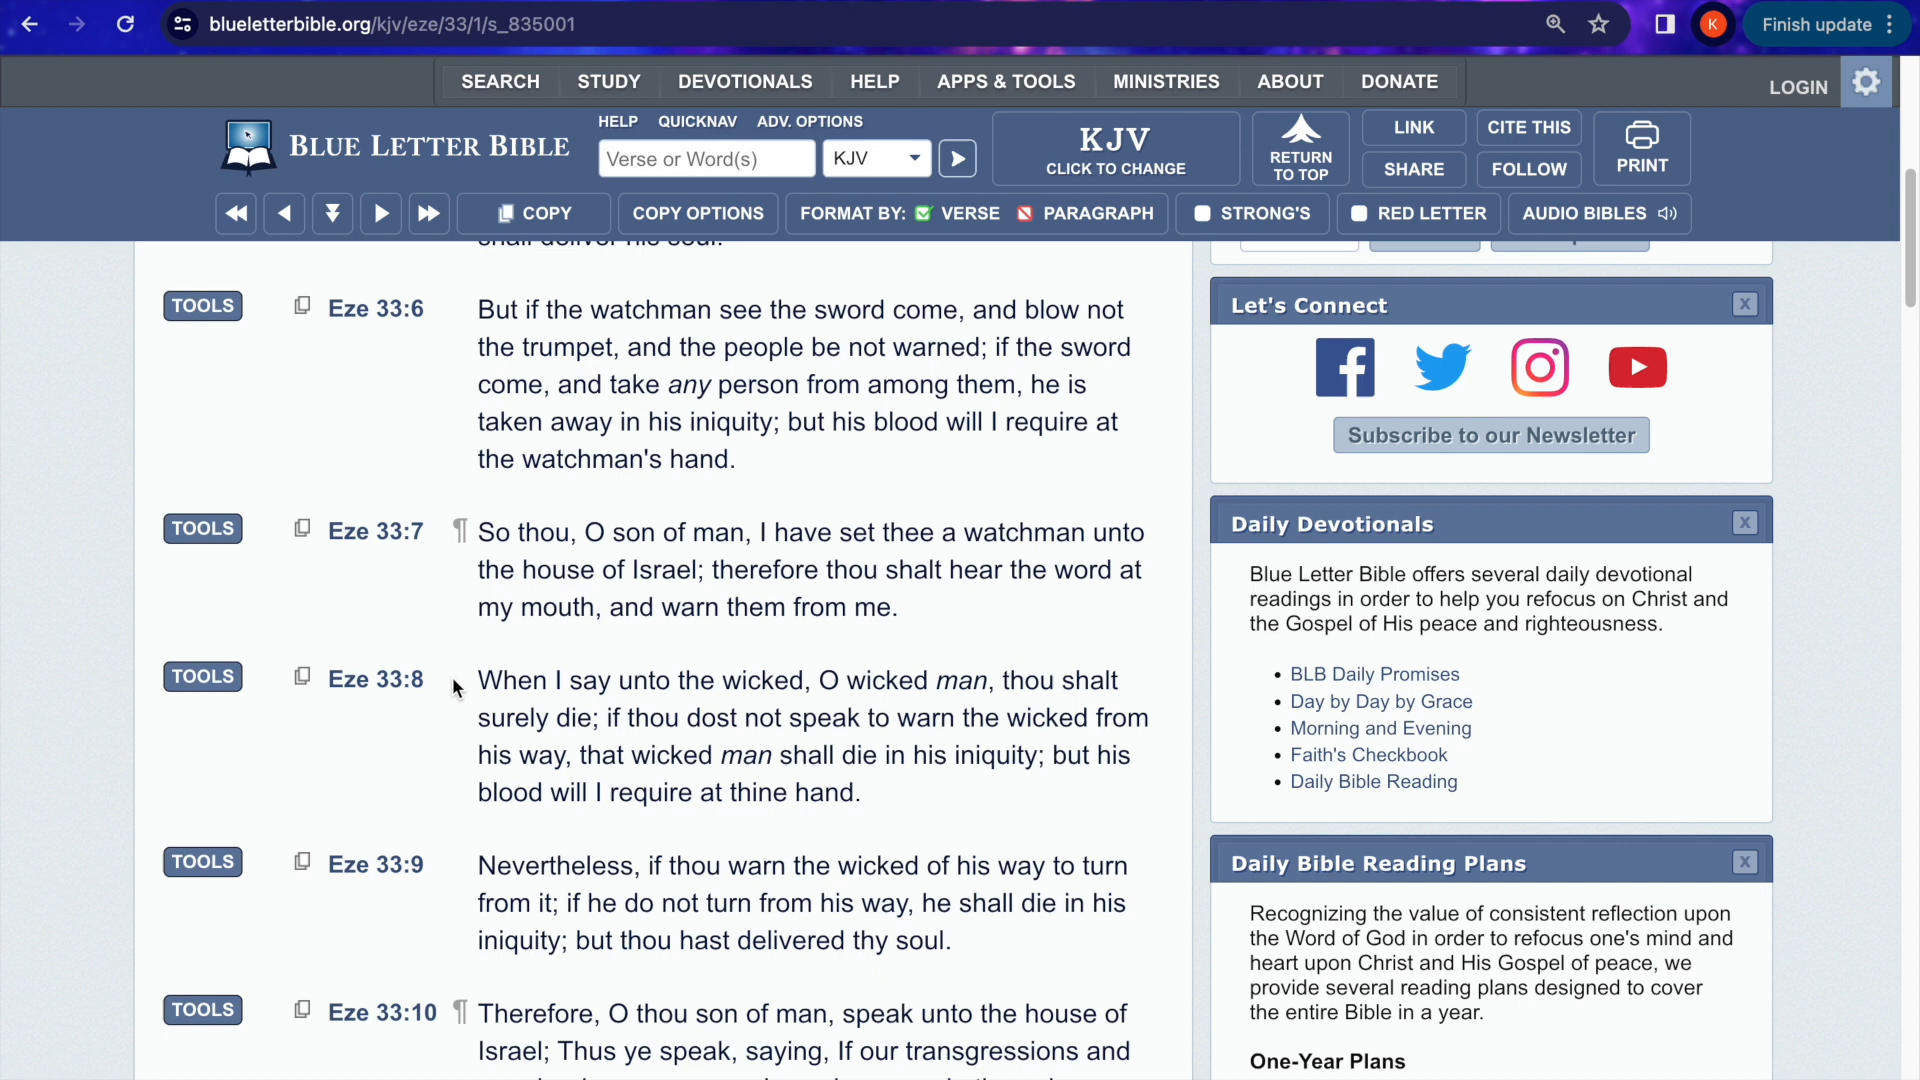 blueletterbible.org/kjv/eze/33/1/s_835001
K
Finish update
SEARCH STUDY DEVOTIONALS HELP APPS & TOOLS MINISTRIES ABOUT DONATE
LOGIN
BLUE LETTER BIBLE
HELP QUICKNAV ADV. OPTIONS
Verse or Word(s) KJV
KJV
CLICK TO CHANGE
RETURN
TO TOP
LINK CITE THIS
SHARE FOLLOW
PRINT
COPY COPY OPTIONS FORMAT BY: VERSE PARAGRAPH STRONG'S RED LETTER AUDIO BIBLES
shall deliver his soul.
TOOLS Eze 33:6 But if the watchman see the sword come, and blow not
the trumpet, and the people be not warned; if the sword
come, and take any person from among them, he is
taken away in his iniquity; but his blood will I require at
the watchman's hand.
TOOLS Eze 33:7 ¶ So thou, O son of man, I have set thee a watchman unto
the house of Israel; therefore thou shalt hear the word at
my mouth, and warn them from me.
TOOLS Eze 33:8 When I say unto the wicked, O wicked man, thou shalt
surely die; if thou dost not speak to warn the wicked from
his way, that wicked man shall die in his iniquity; but his
blood will I require at thine hand.
TOOLS Eze 33:9 Nevertheless, if thou warn the wicked of his way to turn
from it; if he do not turn from his way, he shall die in his
iniquity; but thou hast delivered thy soul.
TOOLS Eze 33:10 ¶ Therefore, O thou son of man, speak unto the house of
Israel; Thus ye speak, saying, If our transgressions and
Let's Connect X
Subscribe to our Newsletter
Daily Devotionals X
Blue Letter Bible offers several daily devotional
readings in order to help you refocus on Christ and
the Gospel of His peace and righteousness.
• BLB Daily Promises
• Day by Day by Grace
• Morning and Evening
• Faith's Checkbook
• Daily Bible Reading
Daily Bible Reading Plans X
Recognizing the value of consistent reflection upon
the Word of God in order to refocus one's mind and
heart upon Christ and His Gospel of peace, we
provide several reading plans designed to cover
the entire Bible in a year.
One-Year Plans